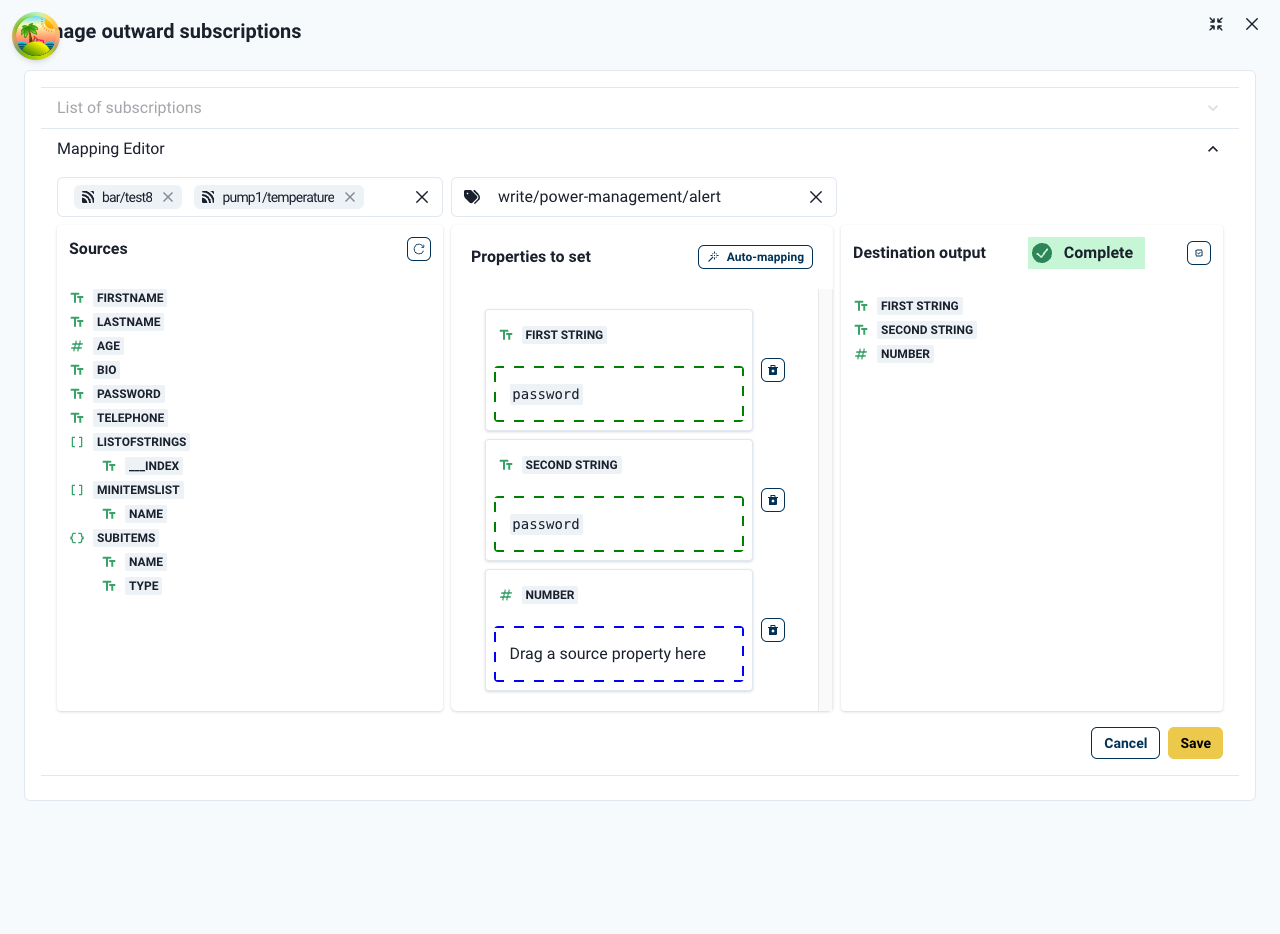 nage outward subscriptions
List of subscriptions
Mapping Editor
bar/test8
pump1/temperature
write/power-management/alert
Sources
FIRSTNAME
LASTNAME
AGE
BIO
PASSWORD
TELEPHONE
LISTOFSTRINGS
___INDEX
MINITEMSLIST
NAME
SUBITEMS
NAME
TYPE
Properties to set
Auto-mapping
FIRST STRING
password
SECOND STRING
password
NUMBER
Drag a source property here
Destination output
Complete
FIRST STRING
SECOND STRING
NUMBER
Cancel
Save